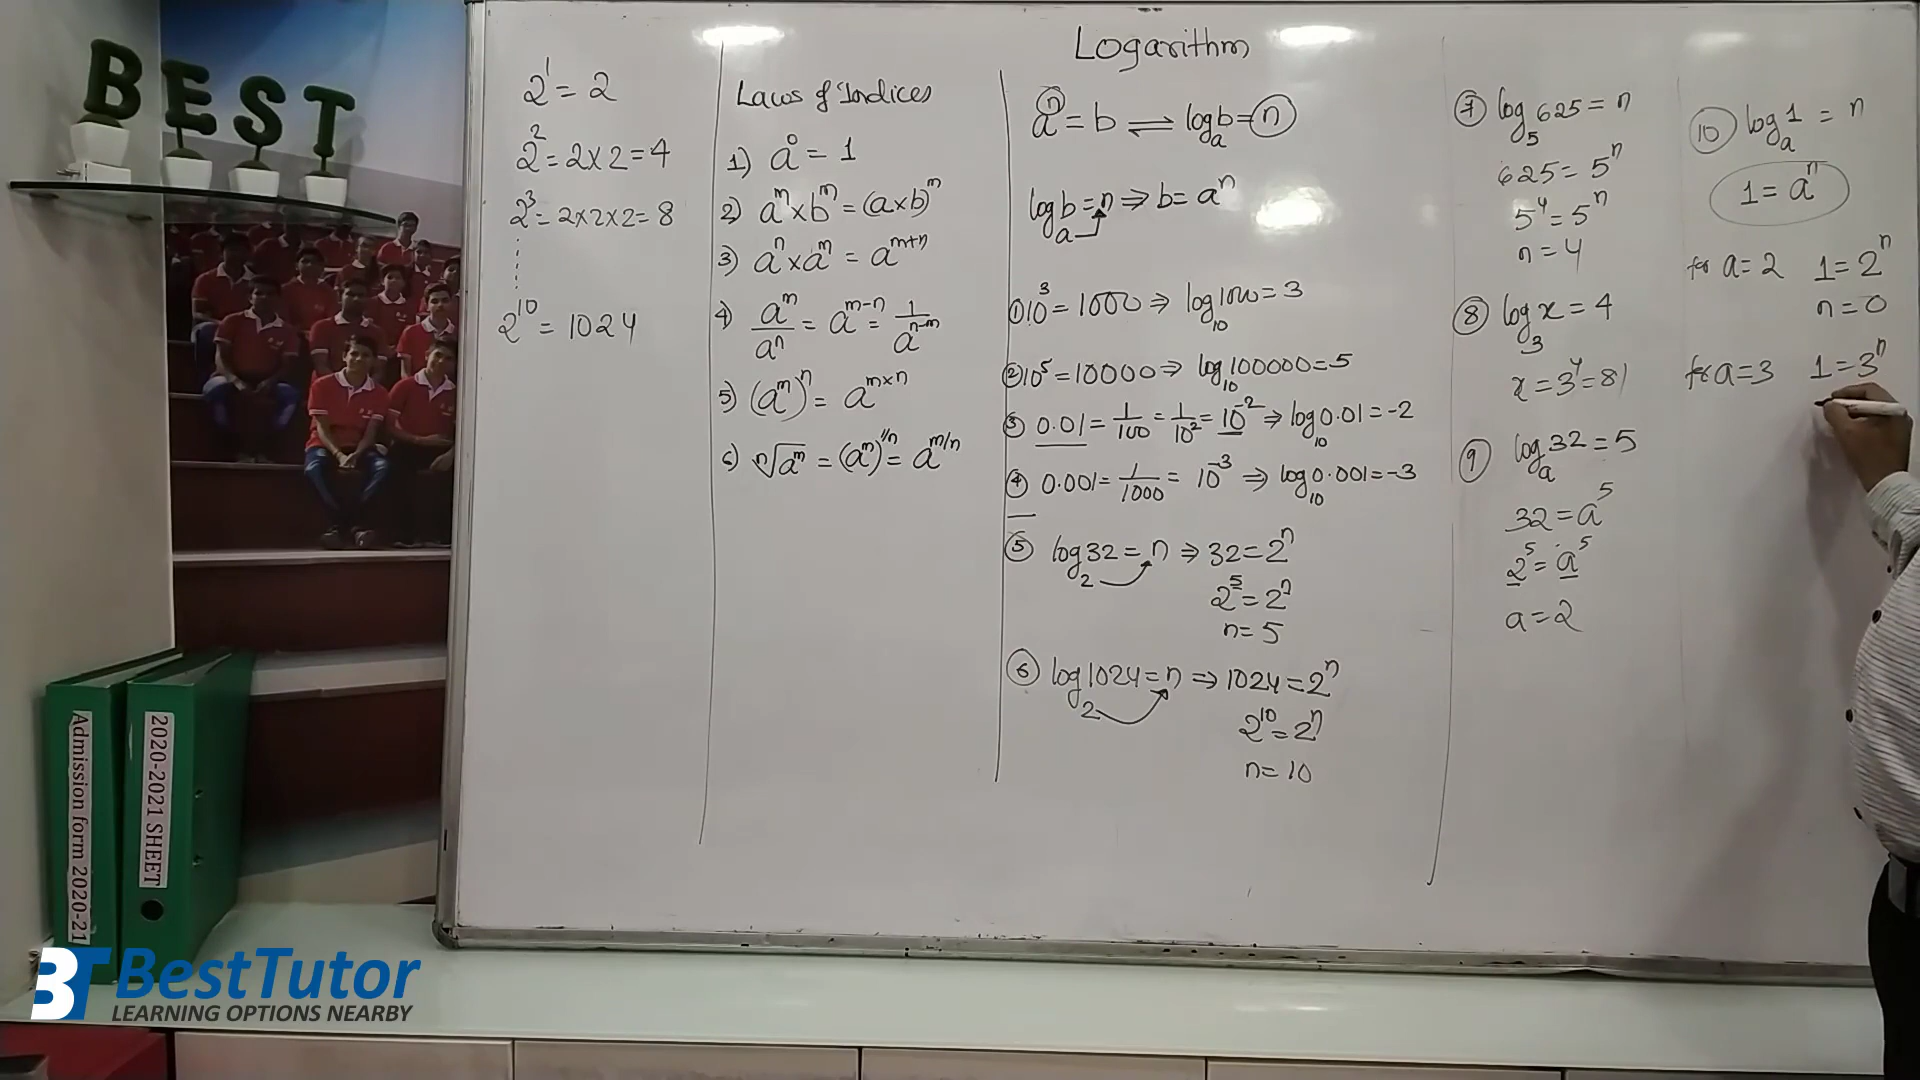 BEST
Logarithm
2¹ = 2
2² = 2×2 = 4
2³ = 2×2×2 = 8
2¹⁰ = 1024
Laws of Indices
1) a⁰ = 1
2) aᵐ×bᵐ = (a×b)ᵐ
3) aⁿ×aᵐ = aᵐ⁺ⁿ
4) aᵐ/aⁿ = aᵐ⁻ⁿ = 1/aⁿ⁻ᵐ
5) (aᵐ)ⁿ = aᵐˣⁿ
6) ⁿ√aᵐ = (aᵐ)^1/n = a^m/n
aⁿ = b ⇌ logₐb = n
logₐb = n ⇒ b = aⁿ
① 10³ = 1000 ⇒ log₁₀1000 = 3
② 10⁵ = 10000 ⇒ log₁₀100000 = 5
③ 0.01 = 1/100 = 1/10² = 10⁻² ⇒ log₁₀0.01 = -2
④ 0.001 = 1/1000 = 10⁻³ ⇒ log₁₀0.001 = -3
⑤ log₂32 = n ⇒ 32 = 2ⁿ
2⁵ = 2ⁿ
n = 5
⑥ log₂1024 = n ⇒ 1024 = 2ⁿ
2¹⁰ = 2ⁿ
n = 10
⑦ log₅625 = n
625 = 5ⁿ
5⁴ = 5ⁿ
n = 4
⑧ log₃x = 4
x = 3⁴ = 81
⑨ logₐ32 = 5
32 = a⁵
2⁵ = a⁵
a = 2
⑩ logₐ1 = n
1 = aⁿ
for a = 2 1 = 2ⁿ
n = 0
for a = 3 1 = 3ⁿ
Admission form 2020-21
2020-2021 SHEET
BT BestTutor
LEARNING OPTIONS NEARBY